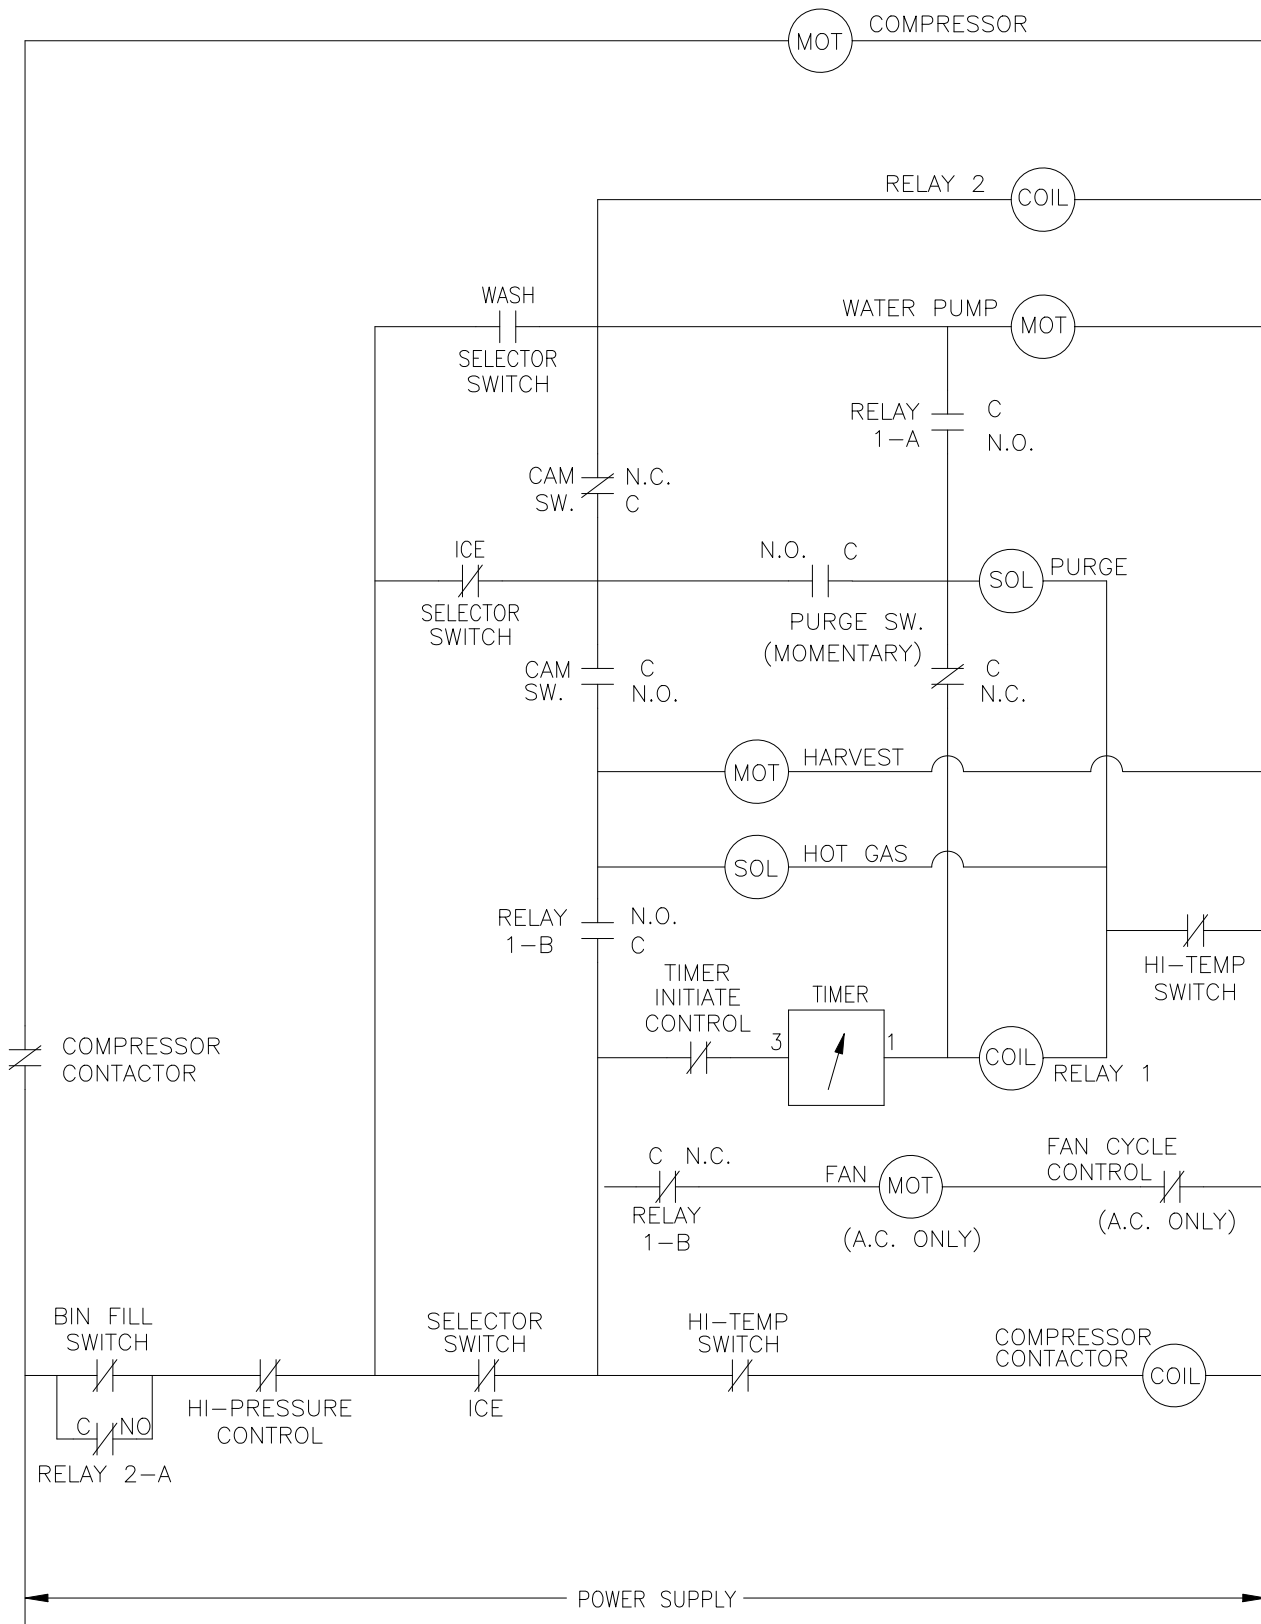 COMPRESSOR
MOT
RELAY 2
COIL
WASH
SELECTOR
SWITCH
WATER PUMP
MOT
RELAY
1-A
C
N.O.
CAM
SW.
N.C.
C
ICE
SELECTOR
SWITCH
N.O.
C
PURGE SW.
(MOMENTARY)
SOL
PURGE
CAM
SW.
C
N.O.
C
N.C.
MOT
HARVEST
SOL
HOT GAS
RELAY
1-B
N.O.
C
HI-TEMP
SWITCH
TIMER
INITIATE
CONTROL
TIMER
3
1
COIL
RELAY 1
COMPRESSOR
CONTACTOR
C N.C.
RELAY
1-B
FAN
MOT
(A.C. ONLY)
FAN CYCLE
CONTROL
(A.C. ONLY)
BIN FILL
SWITCH
C NO
RELAY 2-A
HI-PRESSURE
CONTROL
SELECTOR
SWITCH
ICE
HI-TEMP
SWITCH
COMPRESSOR
CONTACTOR
COIL
POWER SUPPLY